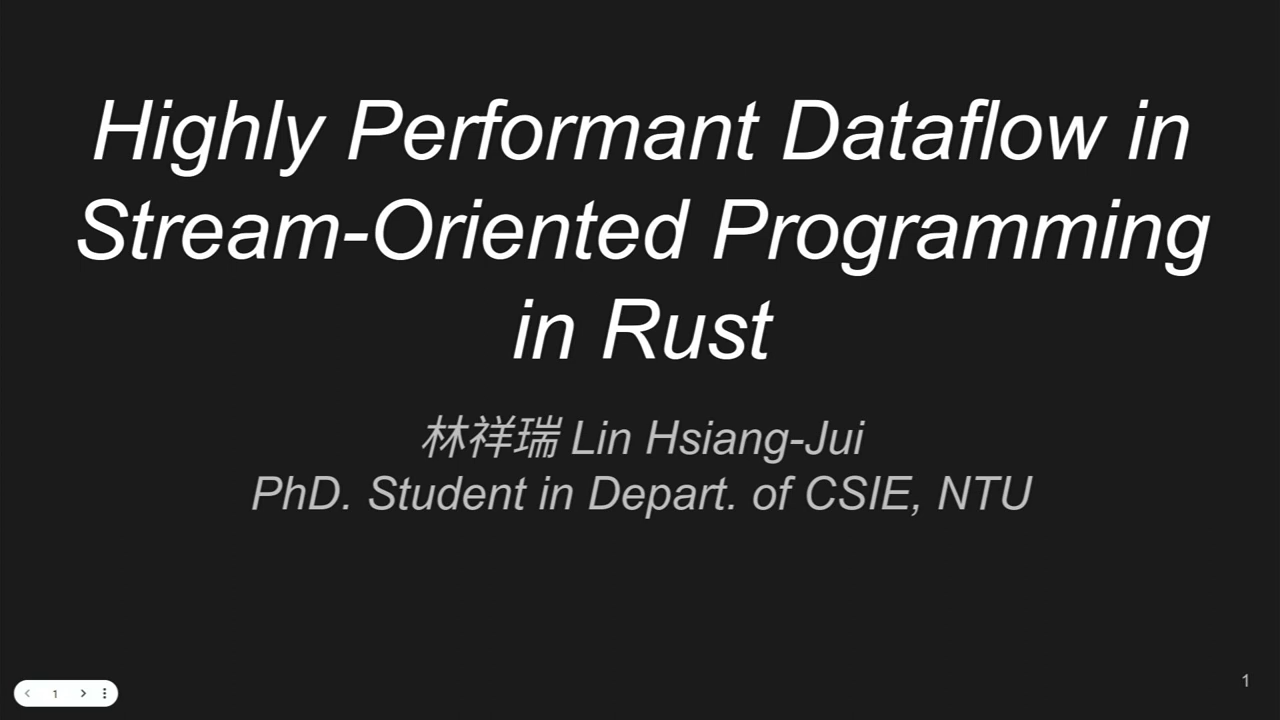 Highly Performant Dataflow in
Stream-Oriented Programming
in Rust
林祥瑞 Lin Hsiang-Jui
PhD. Student in Depart. of CSIE, NTU
1
1